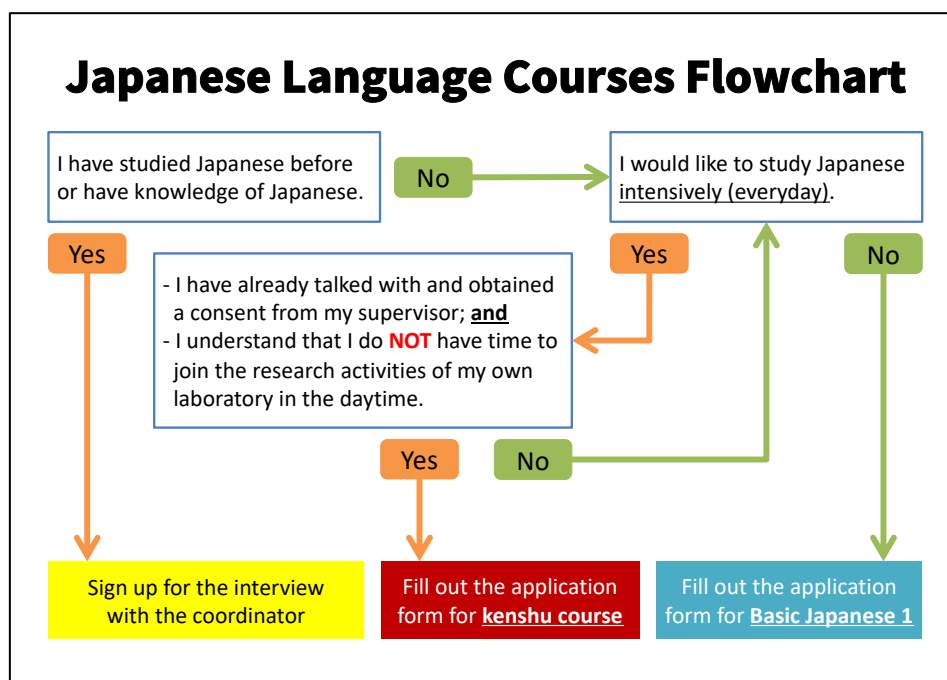 Japanese Language Courses Flowchart
I have studied Japanese before
or have knowledge of Japanese.
No
I would like to study Japanese
intensively (everyday).
Yes
- I have already talked with and obtained
a consent from my supervisor; and
- I understand that I do NOT have time to
join the research activities of my own
laboratory in the daytime.
Yes
No
Yes
No
Sign up for the interview
with the coordinator
Fill out the application
form for kenshu course
Fill out the application
form for Basic Japanese 1